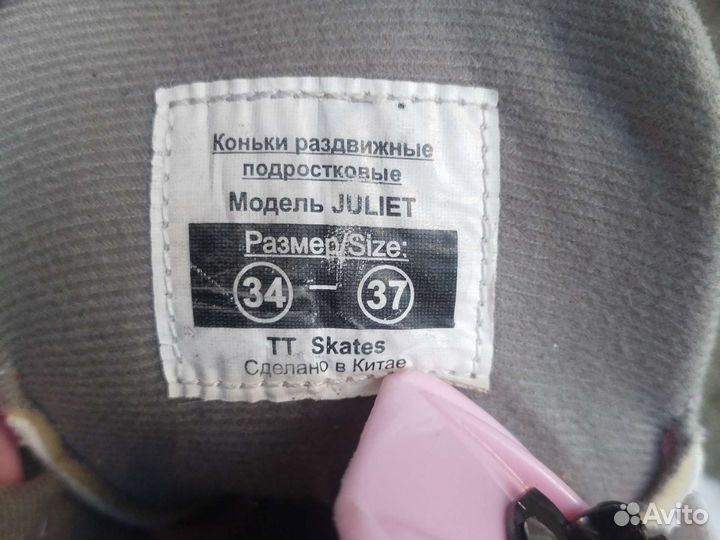 Коньки раздвижные
подростковые
Модель JULIET
Размер/Size:
34 — 37
TT Skates
Сделано в Китае
Avito